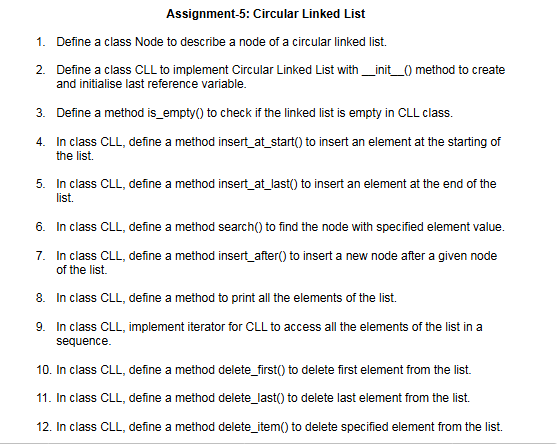 Assignment-5: Circular Linked List
1. Define a class Node to describe a node of a circular linked list.
2. Define a class CLL to implement Circular Linked List with __init__() method to create
and initialise last reference variable.
3. Define a method is_empty() to check if the linked list is empty in CLL class.
4. In class CLL, define a method insert_at_start() to insert an element at the starting of
the list.
5. In class CLL, define a method insert_at_last() to insert an element at the end of the
list.
6. In class CLL, define a method search() to find the node with specified element value.
7. In class CLL, define a method insert_after() to insert a new node after a given node
of the list.
8. In class CLL, define a method to print all the elements of the list.
9. In class CLL, implement iterator for CLL to access all the elements of the list in a
sequence.
10. In class CLL, define a method delete_first() to delete first element from the list.
11. In class CLL, define a method delete_last() to delete last element from the list.
12. In class CLL, define a method delete_item() to delete specified element from the list.